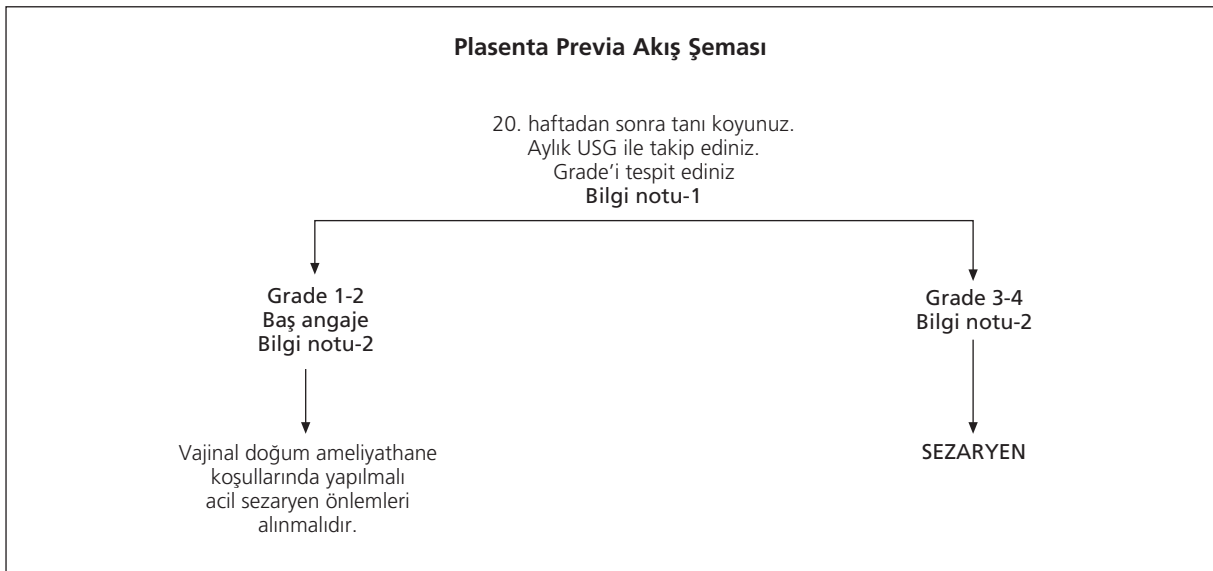 Plasenta Previa Akış Şeması
20. haftadan sonra tanı koyunuz.
Aylık USG ile takip ediniz.
Grade'i tespit ediniz
Bilgi notu-1
Grade 1-2
Baş angaje
Bilgi notu-2
Grade 3-4
Bilgi notu-2
Vajinal doğum ameliyathane
koşullarında yapılmalı
acil sezaryen önlemleri
alınmalıdır.
SEZARYEN